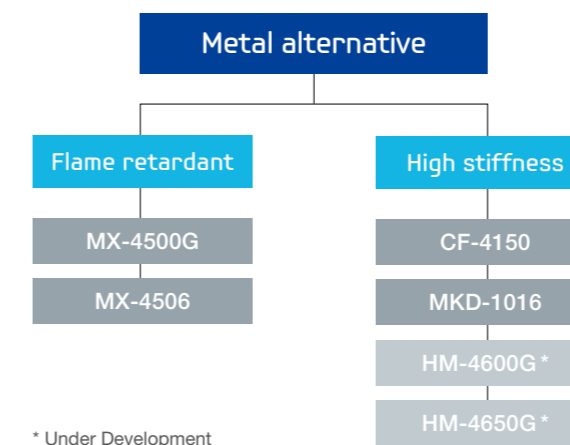 Metal alternative
Flame retardant
MX-4500G
MX-4506
High stiffness
CF-4150
MKD-1016
HM-4600G*
HM-4650G*
* Under Development